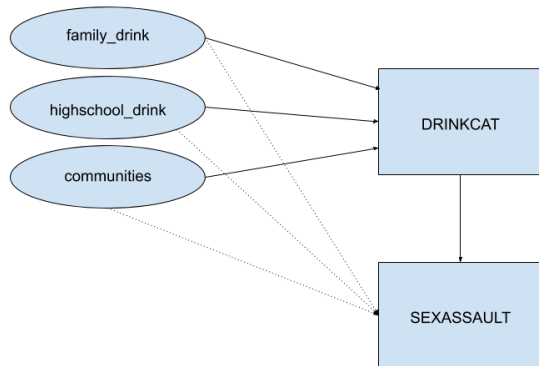 family_drink
highschool_drink
communities
DRINKCAT
SEXASSAULT